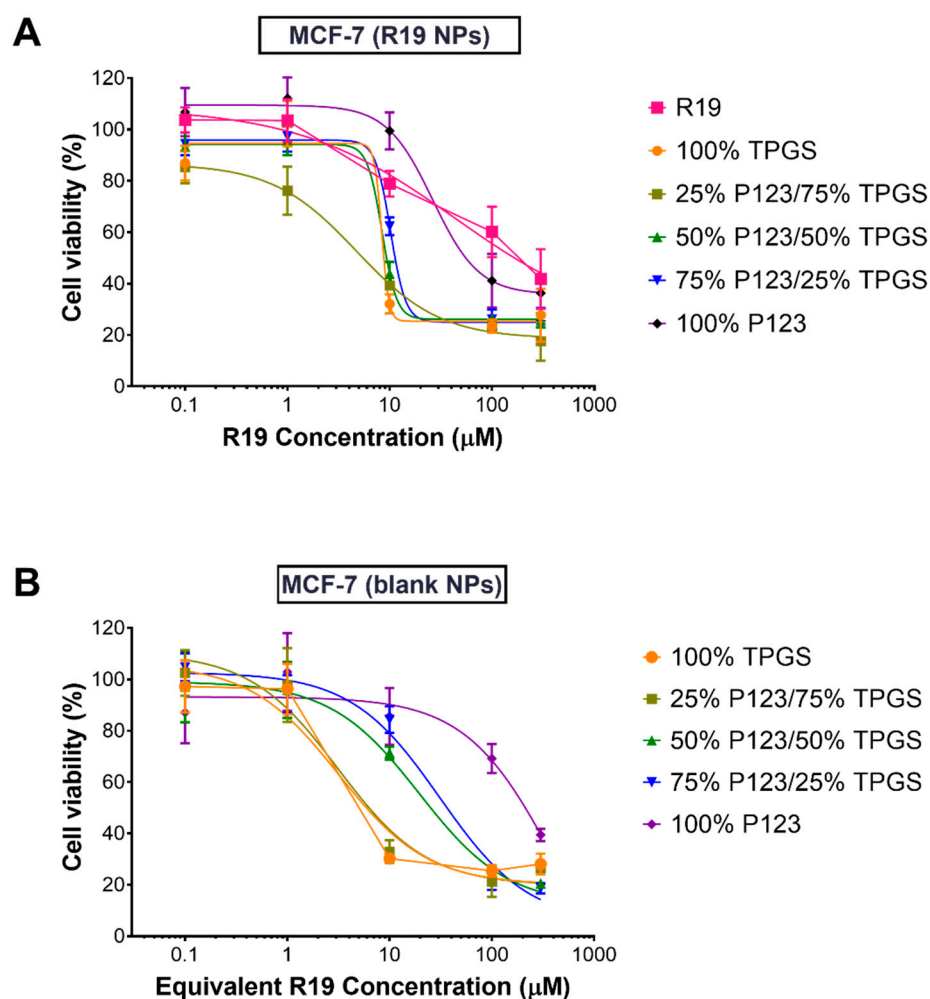 A
MCF-7 (R19 NPs)
120
100
80
60
40
20
0
Cell viability (%)
0.1
1
10
100
1000
R19 Concentration (μM)
R19
100% TPGS
25% P123/75% TPGS
50% P123/50% TPGS
75% P123/25% TPGS
100% P123
B
MCF-7 (blank NPs)
120
100
80
60
40
20
0
Cell viability (%)
0.1
1
10
100
1000
Equivalent R19 Concentration (μM)
100% TPGS
25% P123/75% TPGS
50% P123/50% TPGS
75% P123/25% TPGS
100% P123